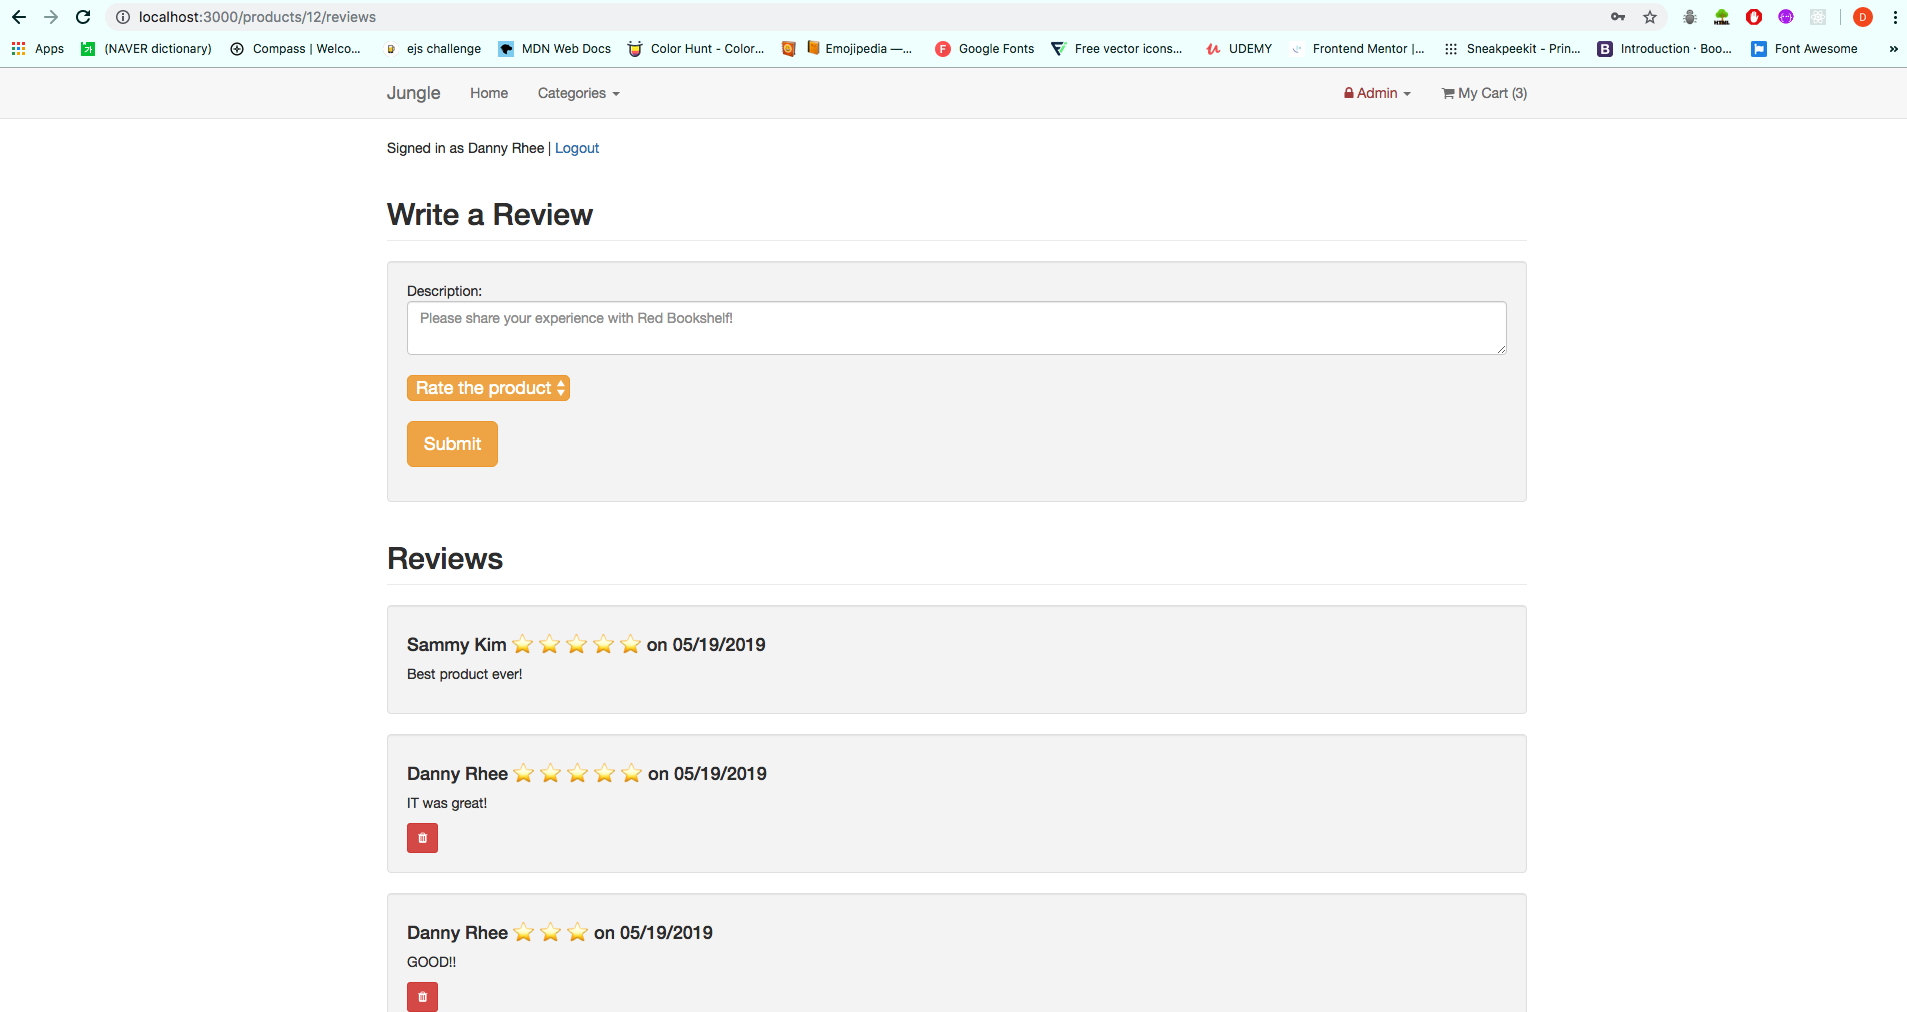 localhost:3000/products/12/reviews
D
Apps (NAVER dictionary) Compass | Welco... ejs challenge MDN Web Docs Color Hunt - Color... Emojipedia —... Google Fonts Free vector icons... UDEMY Frontend Mentor |... Sneakpeekit - Prin... Introduction · Boo... Font Awesome »
Jungle Home Categories Admin My Cart (3)
Signed in as Danny Rhee | Logout
Write a Review
Description:
Please share your experience with Red Bookshelf!
Rate the product
Submit
Reviews
Sammy Kim ⭐ ⭐ ⭐ ⭐ ⭐ on 05/19/2019
Best product ever!
Danny Rhee ⭐ ⭐ ⭐ ⭐ ⭐ on 05/19/2019
IT was great!
Danny Rhee ⭐ ⭐ ⭐ on 05/19/2019
GOOD!!